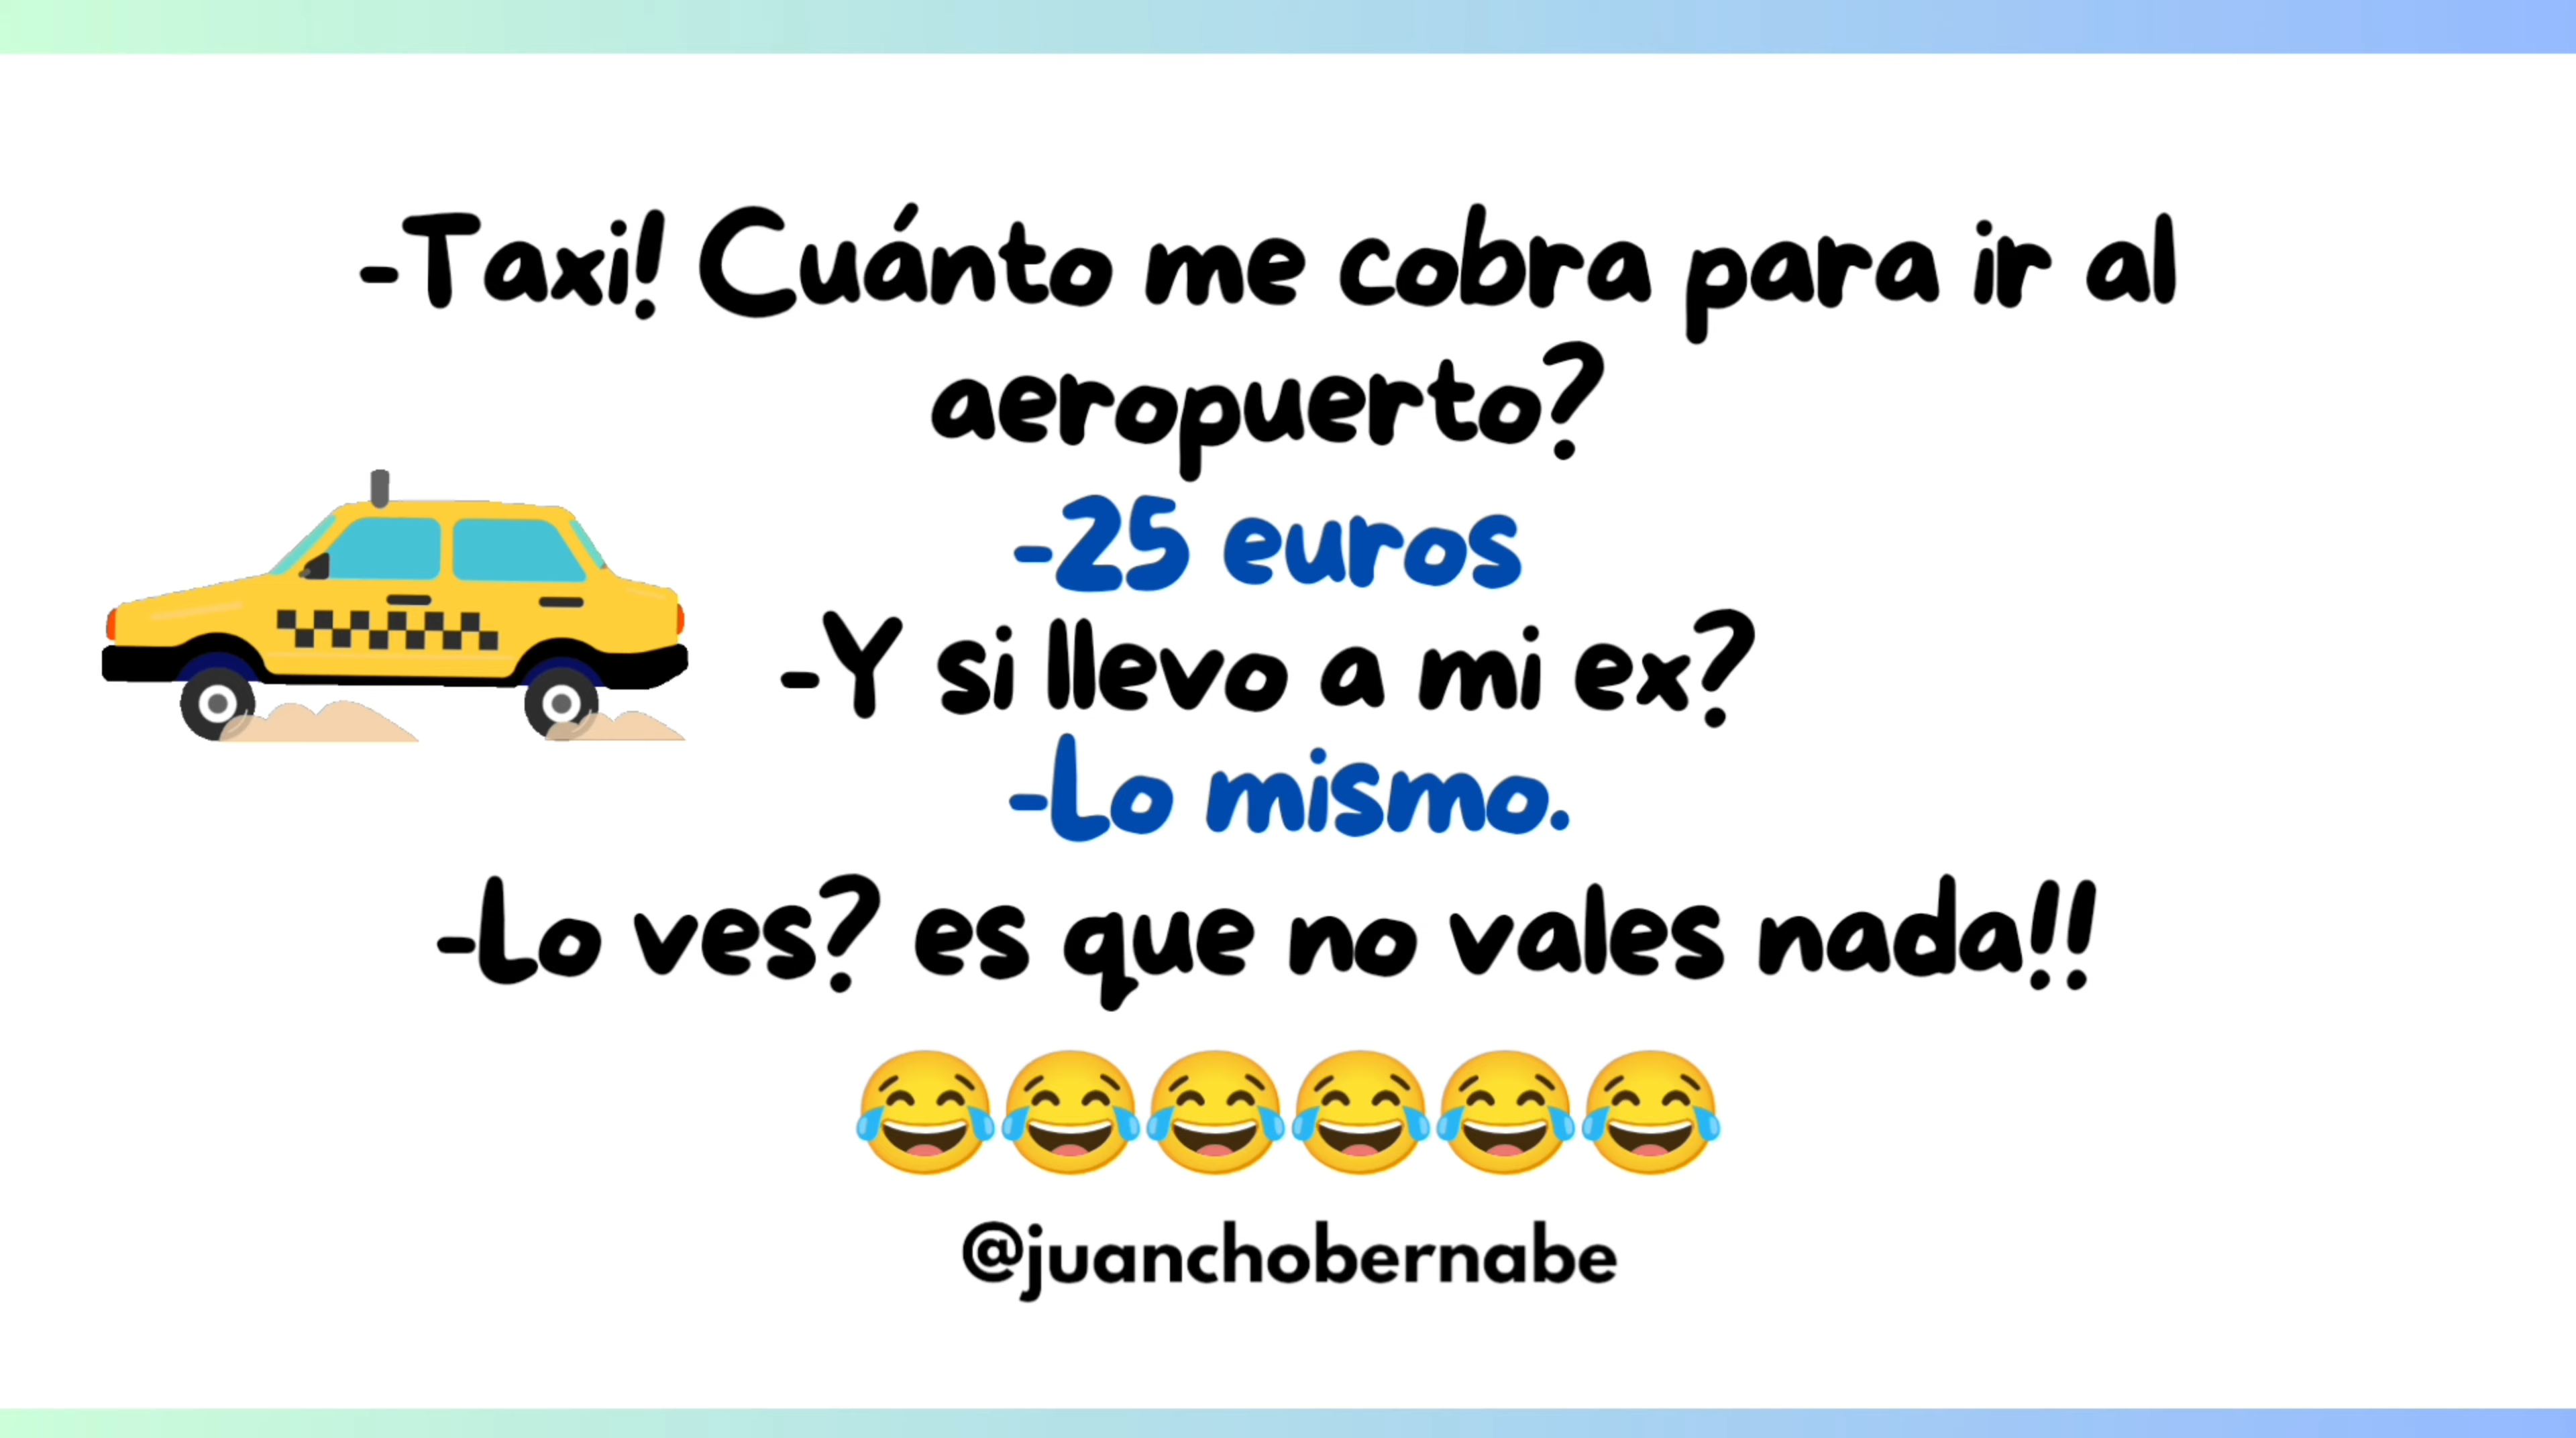 -Taxi! Cuánto me cobra para ir al
aeropuerto?
-25 euros
-Y si llevo a mi ex?
-Lo mismo.
-Lo ves? es que no vales nada!!
😂😂😂😂😂😂
@juanchobernabe